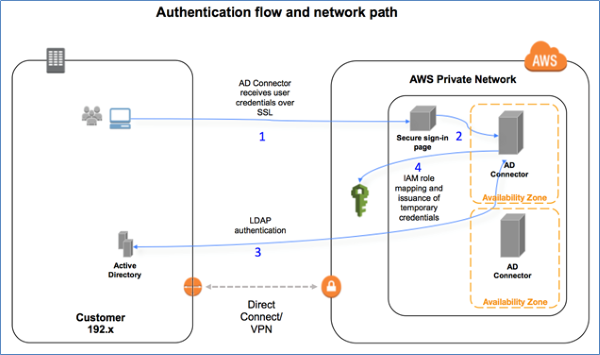 Authentication flow and network path
AWS
AWS Private Network
AD Connector
receives user
credentials over
SSL
1
Secure sign-in
page
2
AD
Connector
Availability Zone
4
IAM role
mapping and
issuance of
temporary
credentials
LDAP
authentication
3
Active
Directory
AD
Connector
Availability Zone
Customer
192.x
Direct
Connect/
VPN